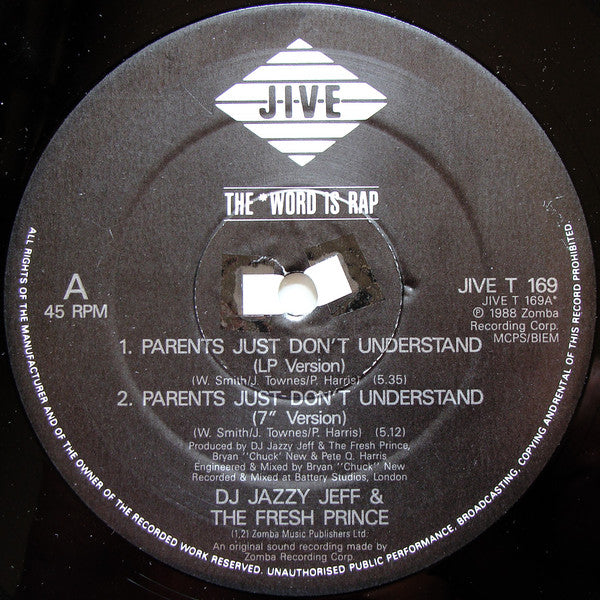 J·I·V·E
THE *WORD IS RAP
A
45 RPM
JIVE T 169
JIVE T 169A*
℗ 1988 Zomba
Recording Corp.
MCPS/BIEM
1. PARENTS JUST DON'T UNDERSTAND
(LP Version)
(W. Smith/J. Townes/P. Harris) (5.35)
2. PARENTS JUST DON'T UNDERSTAND
(7" Version)
(W. Smith/J. Townes/P. Harris) (5.12)
Produced by DJ Jazzy Jeff & The Fresh Prince,
Bryan "Chuck' New & Pete Q. Harris
Engineered & Mixed by Bryan "Chuck" New
Recorded & Mixed at Battery Studios, London
DJ JAZZY JEFF &
THE FRESH PRINCE
(1,2) Zomba Music Publishers Ltd.
An original sound recording made by
Zomba Recording Corp.
ALL RIGHTS OF THE MANUFACTURER AND OF THE OWNER OF THE RECORDED WORK RESERVED. UNAUTHORISED PUBLIC PERFORMANCE, BROADCASTING, COPYING AND RENTAL OF THIS RECORD PROHIBITED.